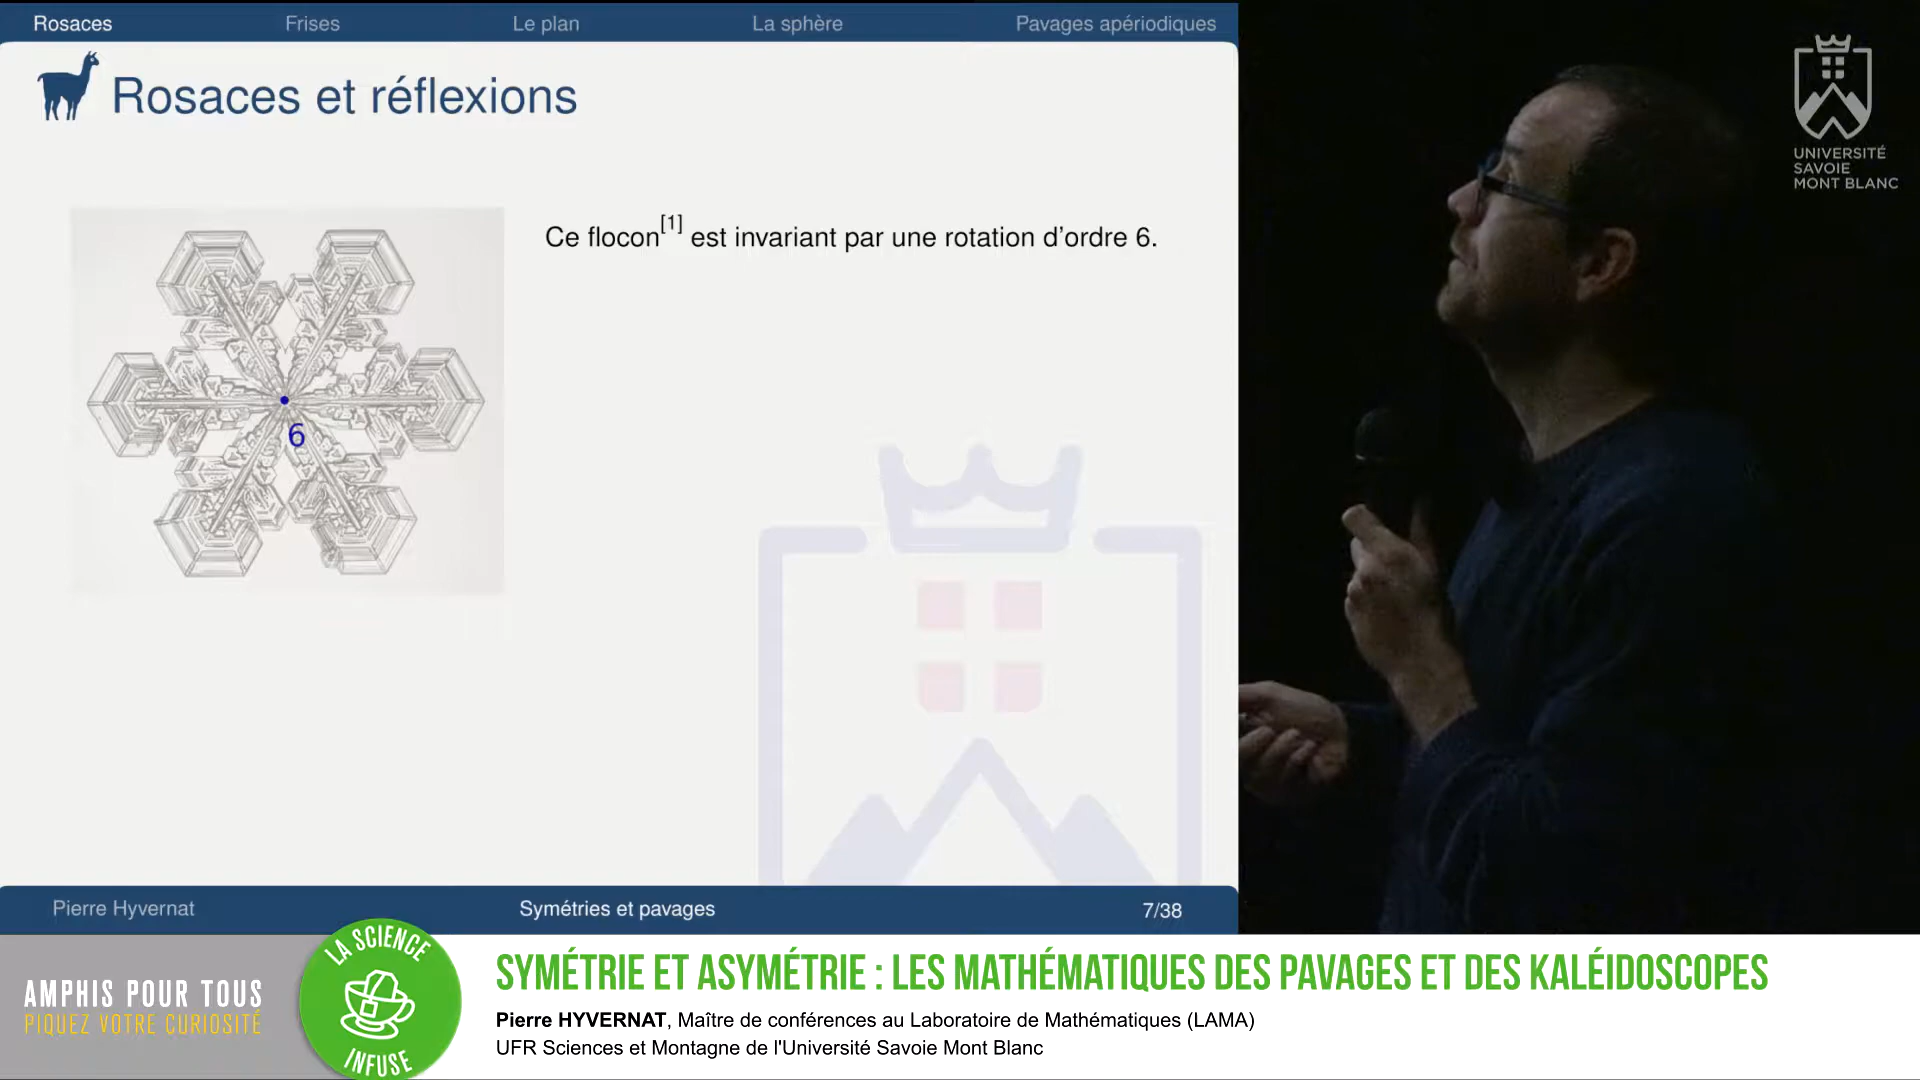 Rosaces Frises Le plan La sphère Pavages apériodiques
Rosaces et réflexions
Ce flocon[1] est invariant par une rotation d'ordre 6.
6
Pierre Hyvernat Symétries et pavages 7/38
UNIVERSITÉ
SAVOIE
MONT BLANC
AMPHIS POUR TOUS
PIQUEZ VOTRE CURIOSITÉ
LA SCIENCE
INFUSE
SYMÉTRIE ET ASYMÉTRIE : LES MATHÉMATIQUES DES PAVAGES ET DES KALÉIDOSCOPES
Pierre HYVERNAT, Maître de conférences au Laboratoire de Mathématiques (LAMA)
UFR Sciences et Montagne de l'Université Savoie Mont Blanc